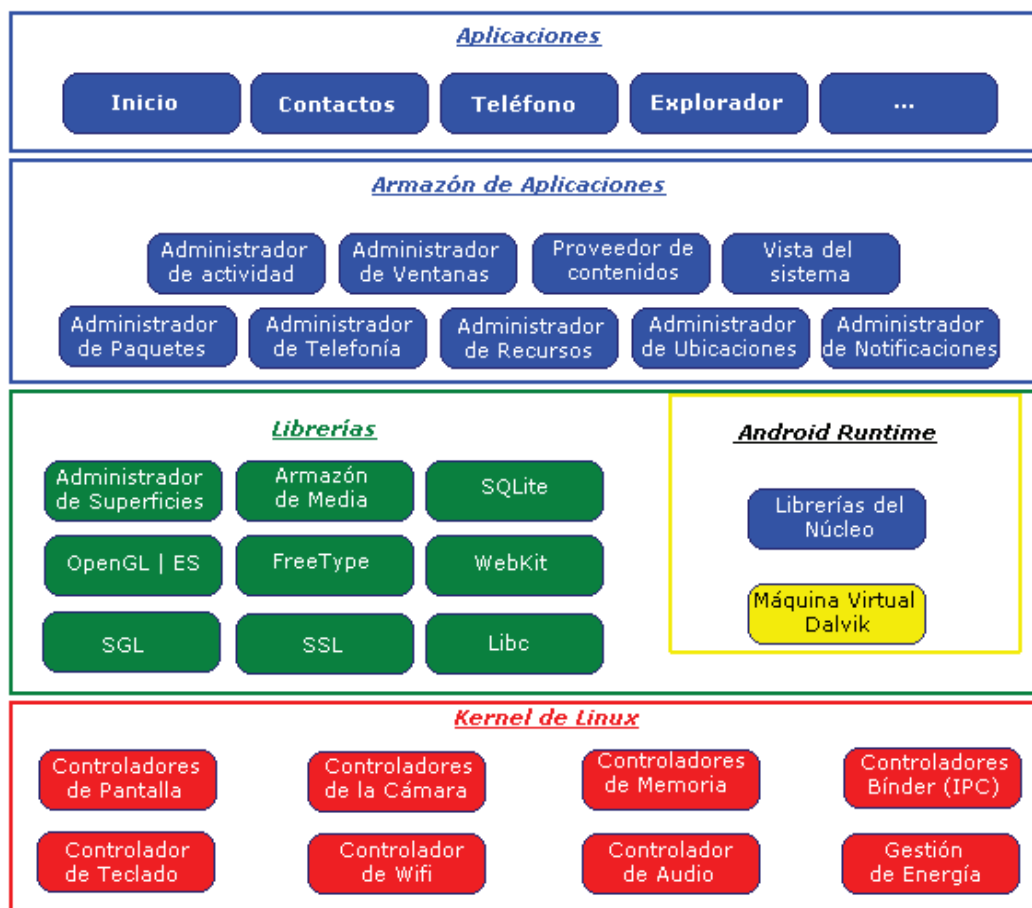 Aplicaciones
Inicio
Contactos
Teléfono
Explorador
...
Armazón de Aplicaciones
Administrador
de actividad
Administrador
de Ventanas
Proveedor de
contenidos
Vista del
sistema
Administrador
de Paquetes
Administrador
de Telefonía
Administrador
de Recursos
Administrador
de Ubicaciones
Administrador
de Notificaciones
Librerías
Administrador
de Superficies
Armazón
de Media
SQLite
OpenGL | ES
FreeType
WebKit
SGL
SSL
Libc
Android Runtime
Librerías del
Núcleo
Máquina Virtual
Dalvik
Kernel de Linux
Controladores
de Pantalla
Controladores
de la Cámara
Controladores
de Memoria
Controladores
Bínder (IPC)
Controlador
de Teclado
Controlador
de Wifi
Controlador
de Audio
Gestión
de Energía